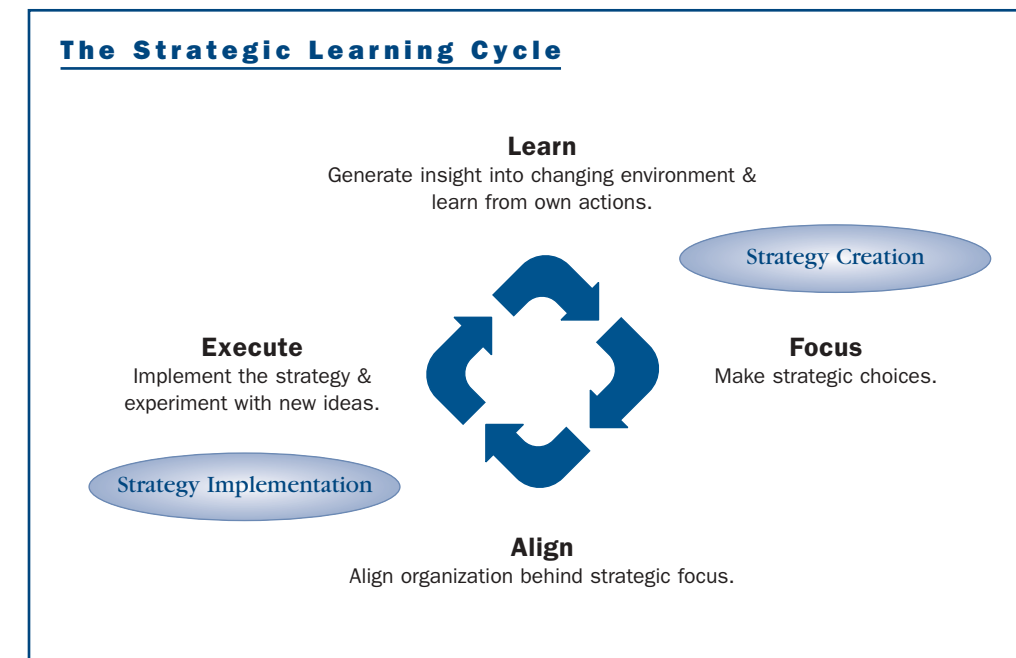 The Strategic Learning Cycle
Learn
Generate insight into changing environment &
learn from own actions.
Strategy Creation
Execute
Implement the strategy &
experiment with new ideas.
Focus
Make strategic choices.
Strategy Implementation
Align
Align organization behind strategic focus.